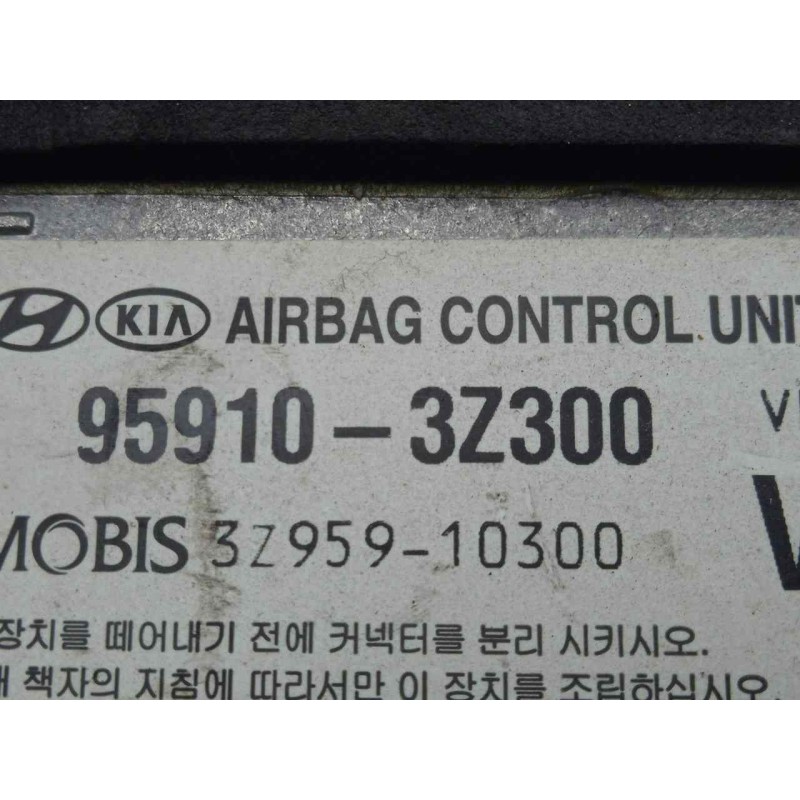 KIA AIRBAG CONTROL UNIT
95910-3Z300
MOBIS 3Z959-10300
장치를 떼어내기 전에 커넥터를 분리 시키시오.
책자의 지침에 따라서만 이 장치를 조립하십시오.